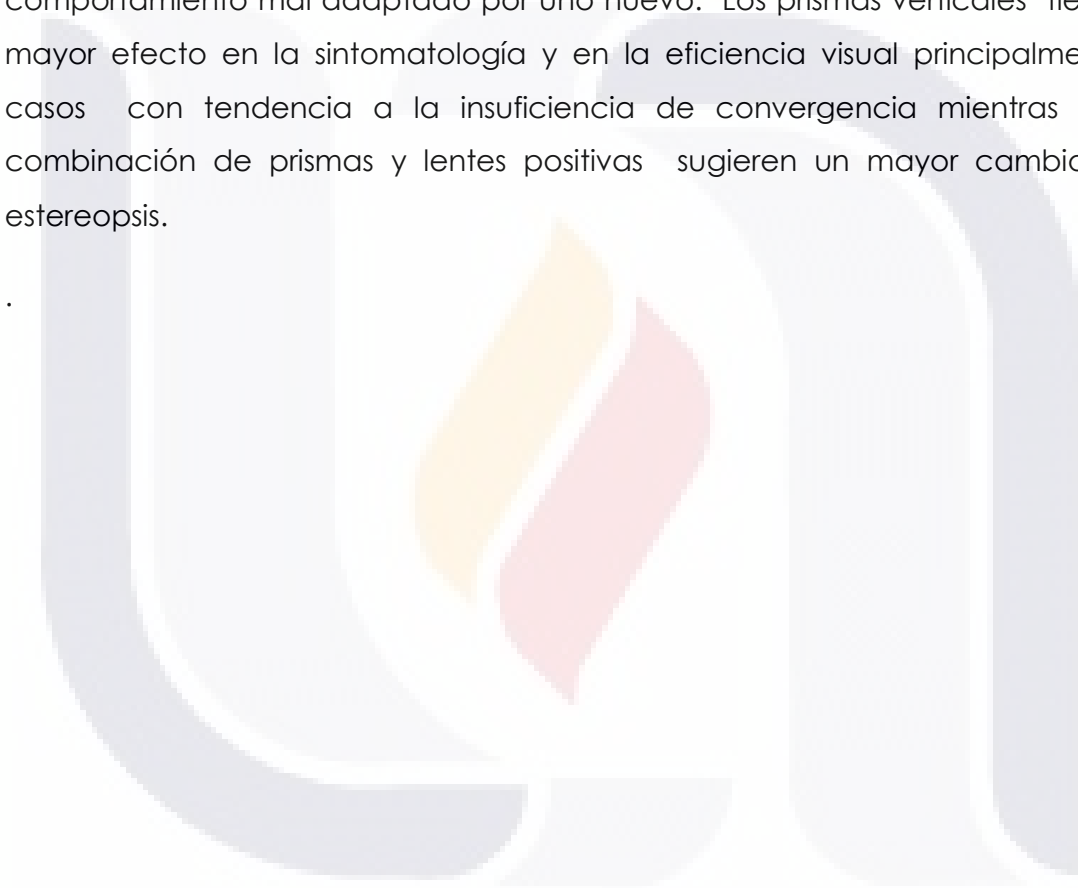 comportamiento mal adaptado por uno nuevo. Los prismas verticales
mayor efecto en la sintomatología y en la eficiencia visual
casos con tendencia a la insuficiencia de convergencia mientras
combinación de prismas y lentes positivas sugieren un mayor
estereopsis.
.